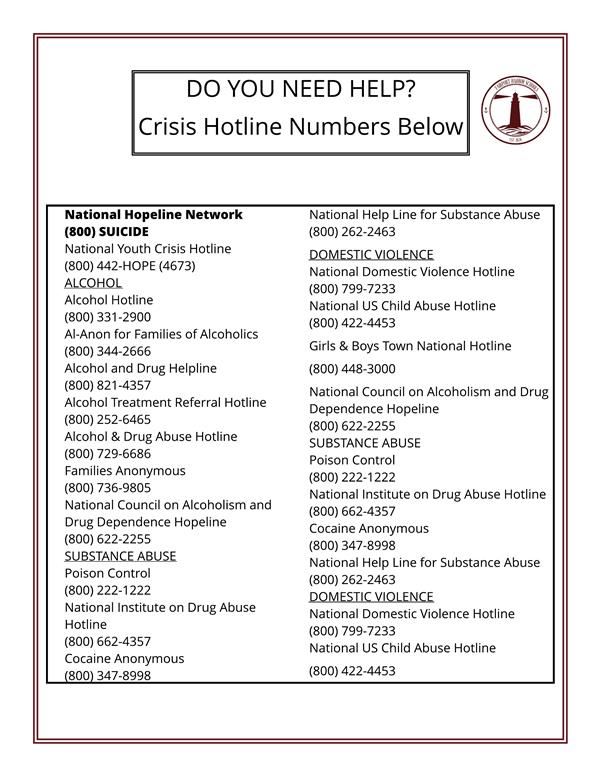 DO YOU NEED HELP?
Crisis Hotline Numbers Below
National Hopeline Network
(800) SUICIDE
National Youth Crisis Hotline
(800) 442-HOPE (4673)
ALCOHOL
Alcohol Hotline
(800) 331-2900
Al-Anon for Families of Alcoholics
(800) 344-2666
Alcohol and Drug Helpline
(800) 821-4357
Alcohol Treatment Referral Hotline
(800) 252-6465
Alcohol & Drug Abuse Hotline
(800) 729-6686
Families Anonymous
(800) 736-9805
National Council on Alcoholism and
Drug Dependence Hopeline
(800) 622-2255
SUBSTANCE ABUSE
Poison Control
(800) 222-1222
National Institute on Drug Abuse
Hotline
(800) 662-4357
Cocaine Anonymous
(800) 347-8998
National Help Line for Substance Abuse
(800) 262-2463
DOMESTIC VIOLENCE
National Domestic Violence Hotline
(800) 799-7233
National US Child Abuse Hotline
(800) 422-4453
Girls & Boys Town National Hotline
(800) 448-3000
National Council on Alcoholism and Drug
Dependence Hopeline
(800) 622-2255
SUBSTANCE ABUSE
Poison Control
(800) 222-1222
National Institute on Drug Abuse Hotline
(800) 662-4357
Cocaine Anonymous
(800) 347-8998
National Help Line for Substance Abuse
(800) 262-2463
DOMESTIC VIOLENCE
National Domestic Violence Hotline
(800) 799-7233
National US Child Abuse Hotline
(800) 422-4453